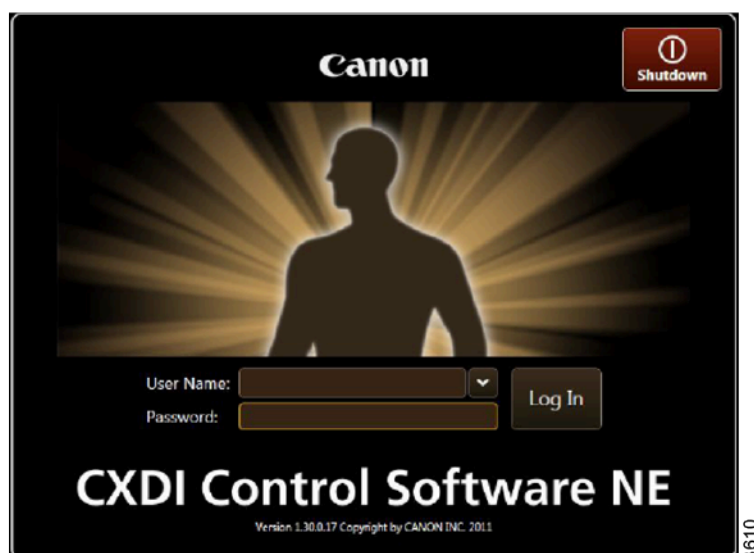 Canon
Shutdown
User Name:
Password:
Log In
CXDI Control Software NE
Version 1.30.0.17 Copyright by CANON INC. 2011
610